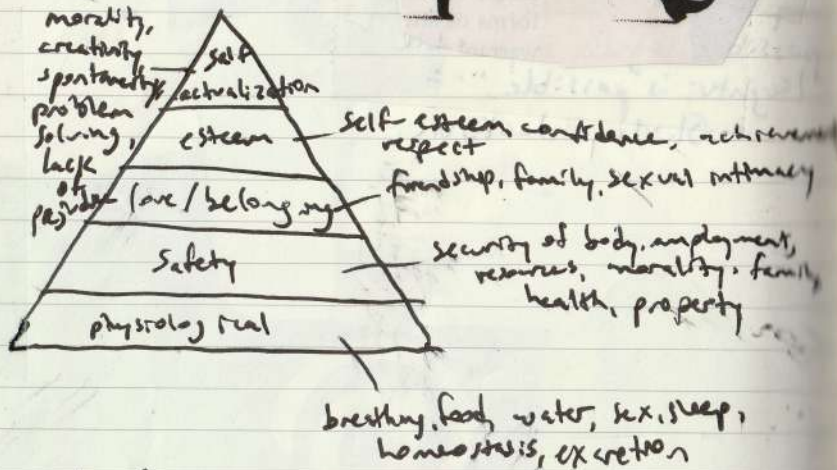 morality,
creativity
spontaneity
problem
solving,
lack
of
self
actualization
esteem
self-esteem, confidence, achieveme
respect
love/belonging
friendship, family, sexual intimacy
safety
security of body, employment,
resources, morality, family
health, property
physiological
breathing, food, water, sex, sleep,
homeostasis, excretion